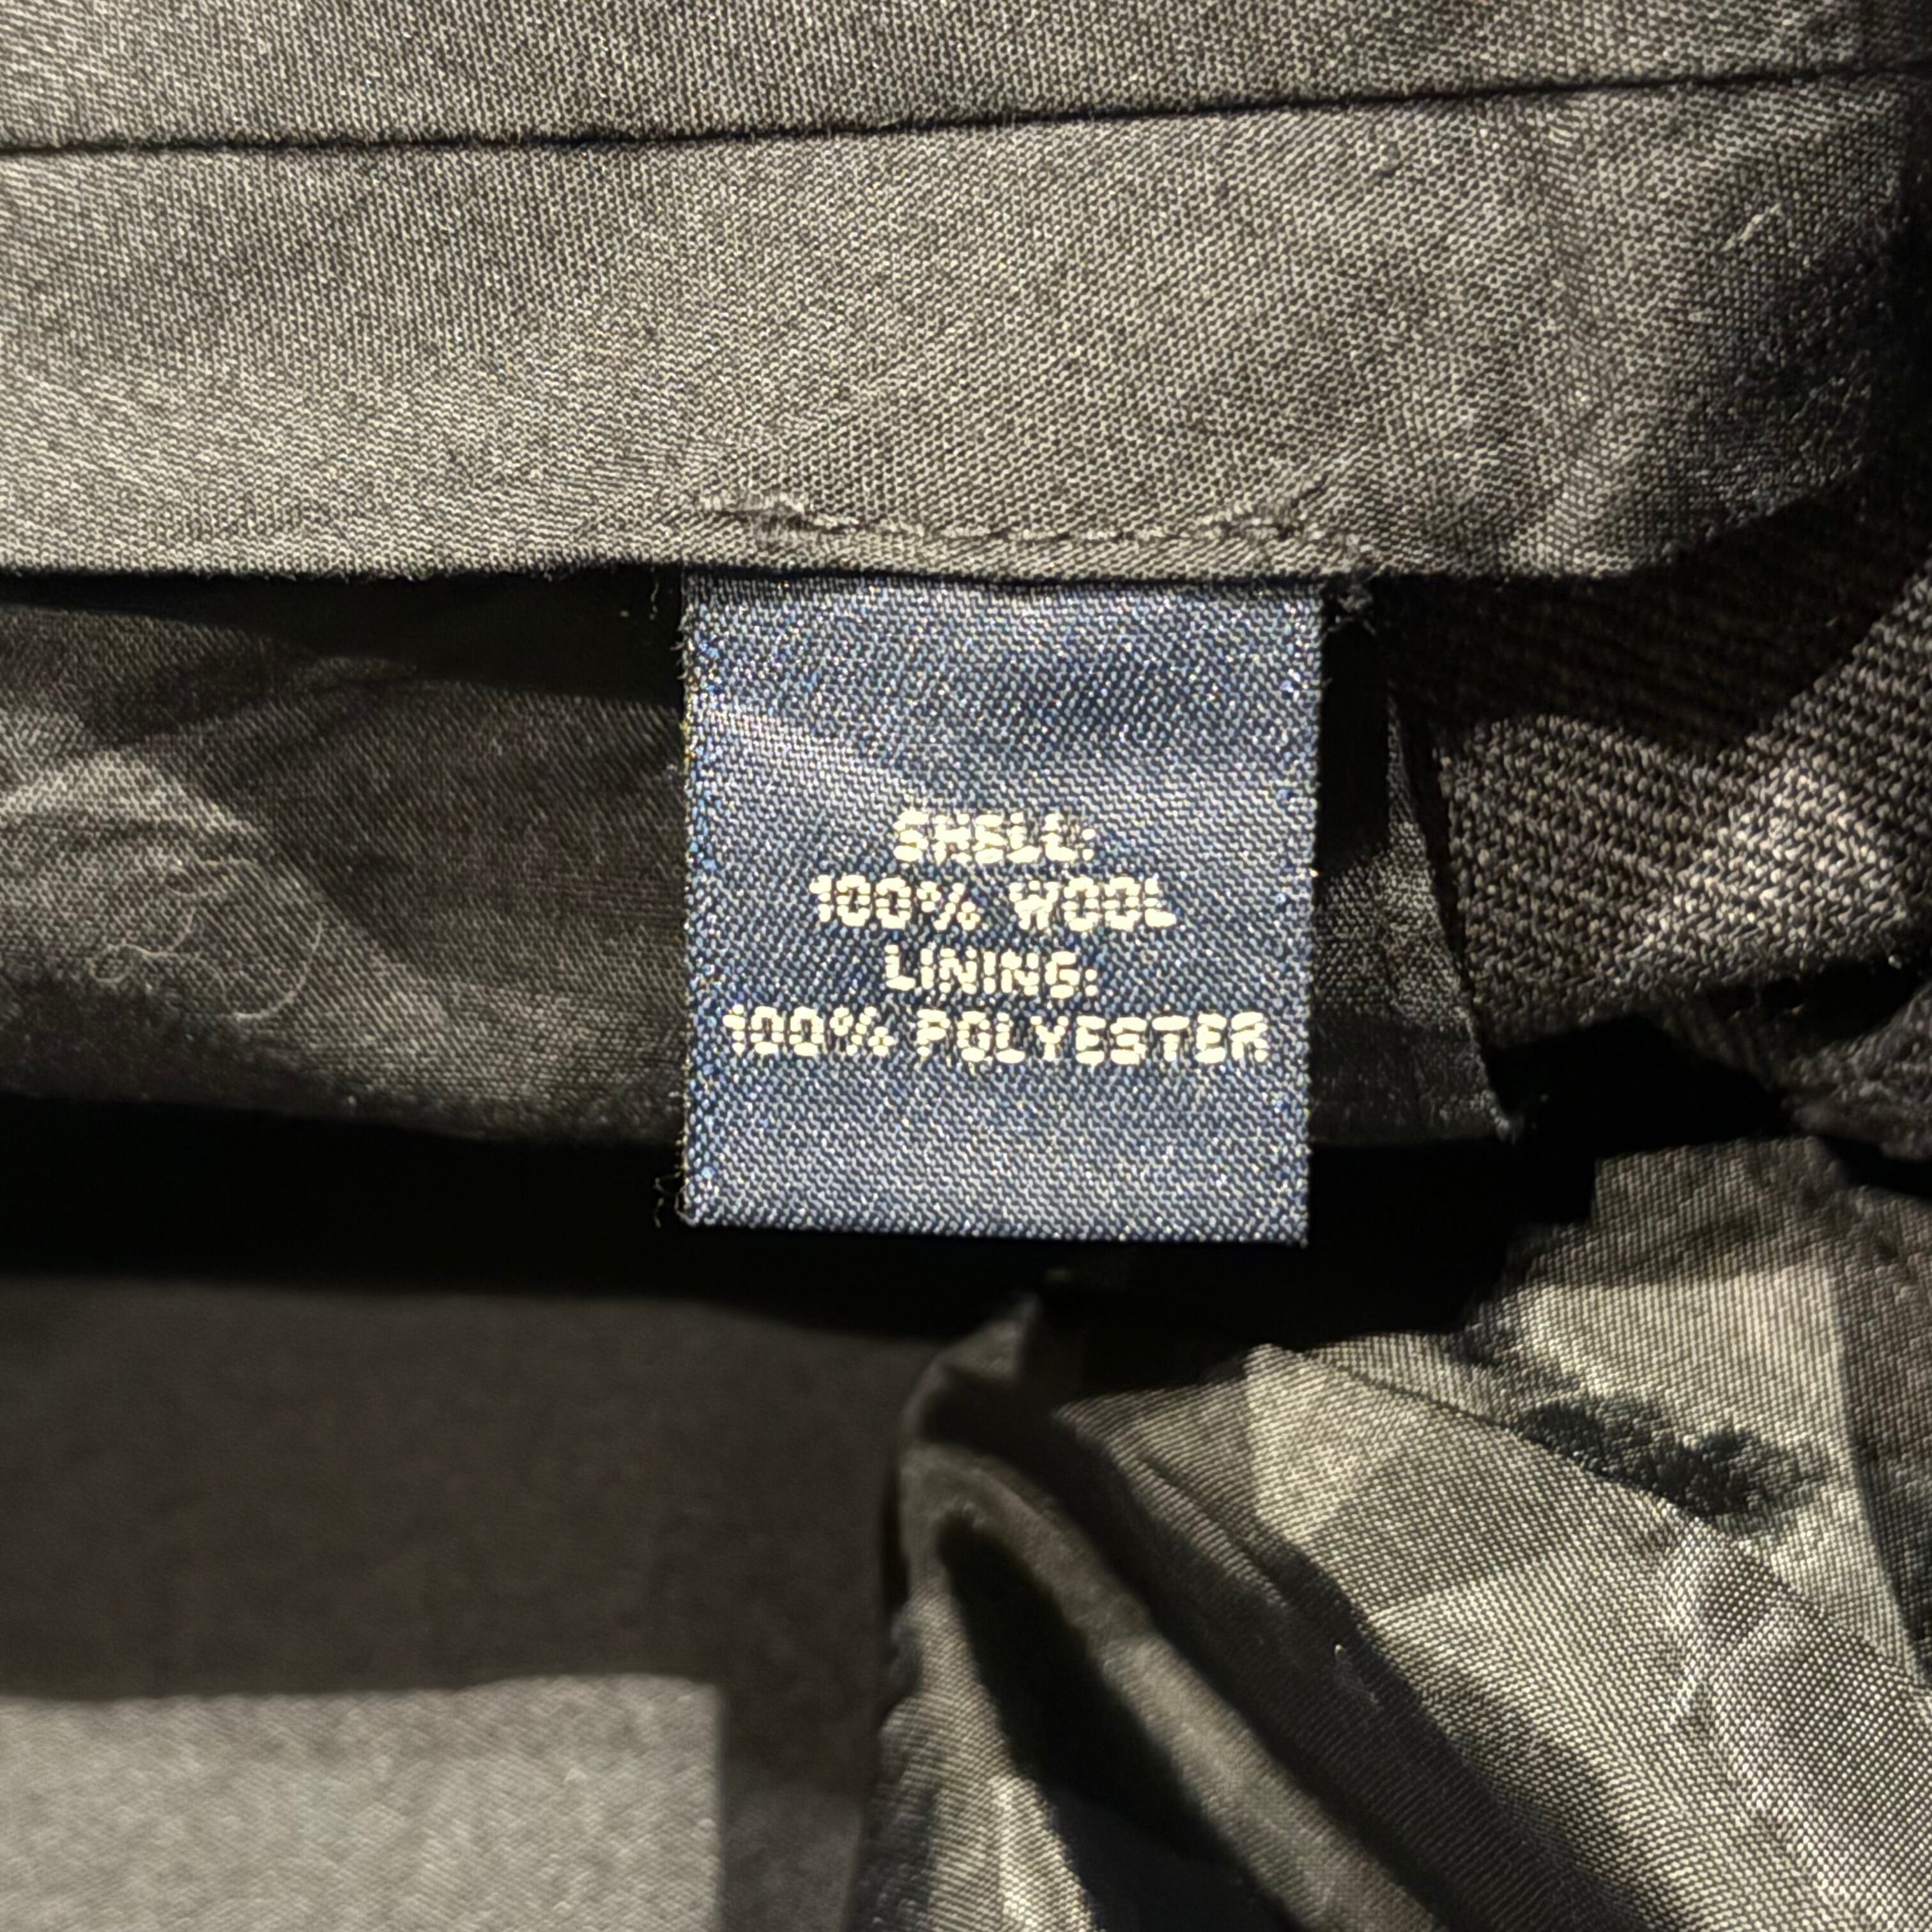 SHELL:
100% WOOL
LINING:
100% POLYESTER